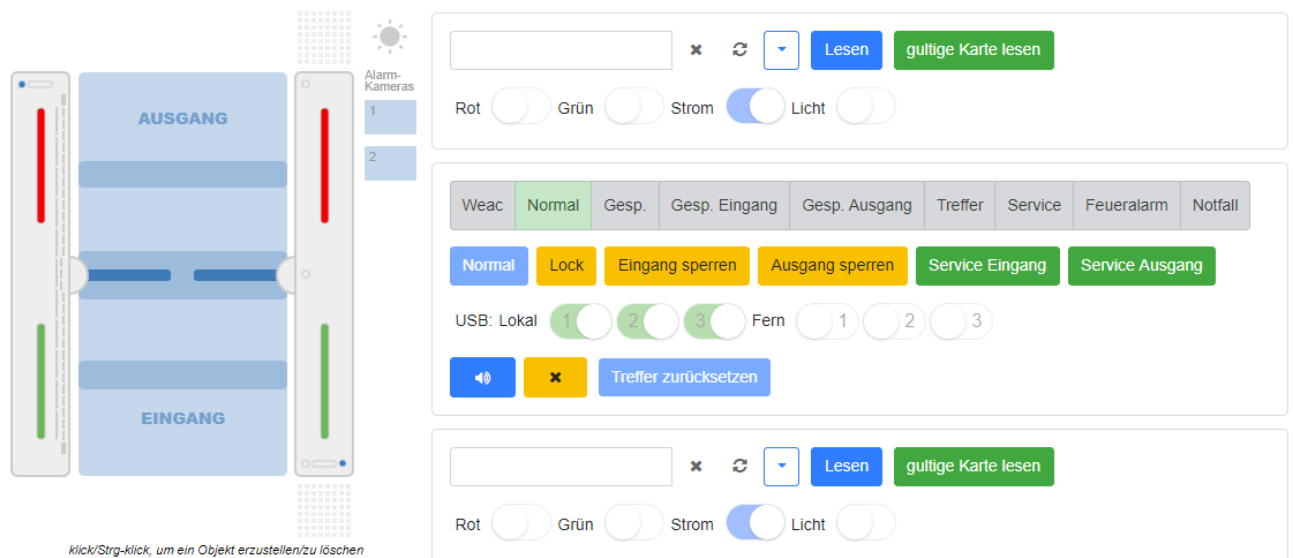 Lesen gultige Karte lesen
Alarm-
Kameras
1
2
AUSGANG
Rot Grün Strom Licht
Weac Normal Gesp. Gesp. Eingang Gesp. Ausgang Treffer Service Feueralarm Notfall
Normal Lock Eingang sperren Ausgang sperren Service Eingang Service Ausgang
USB: Lokal 1 2 3 Fern 1 2 3
Treffer zurücksetzen
EINGANG
Lesen gultige Karte lesen
Rot Grün Strom Licht
klick/Strg-klick, um ein Objekt erzustellen/zu löschen